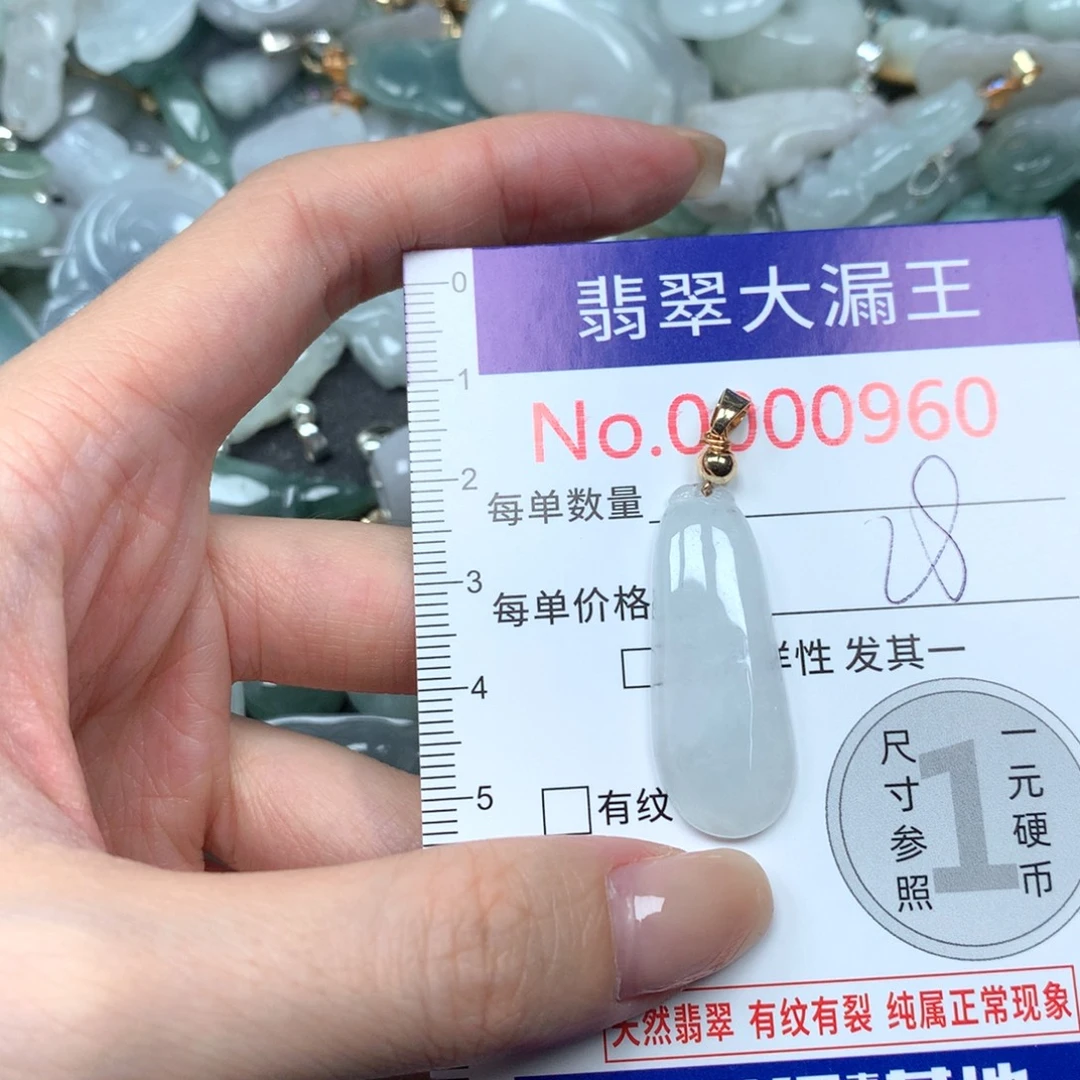 0
1
2
3
4
5
翡翠大漏王
No.0000960
每单数量
28
每单价格
样性 发其一
有纹
尺寸参照
1
一元硬币
天然翡翠 有纹有裂 纯属正常现象